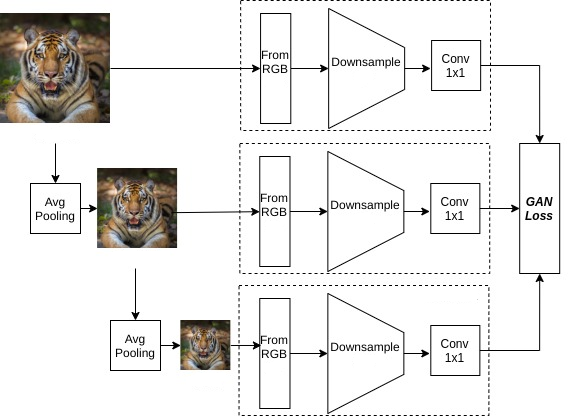 From
RGB
Downsample
Conv
1x1
Avg
Pooling
From
RGB
Downsample
Conv
1x1
GAN
Loss
Avg
Pooling
From
RGB
Downsample
Conv
1x1